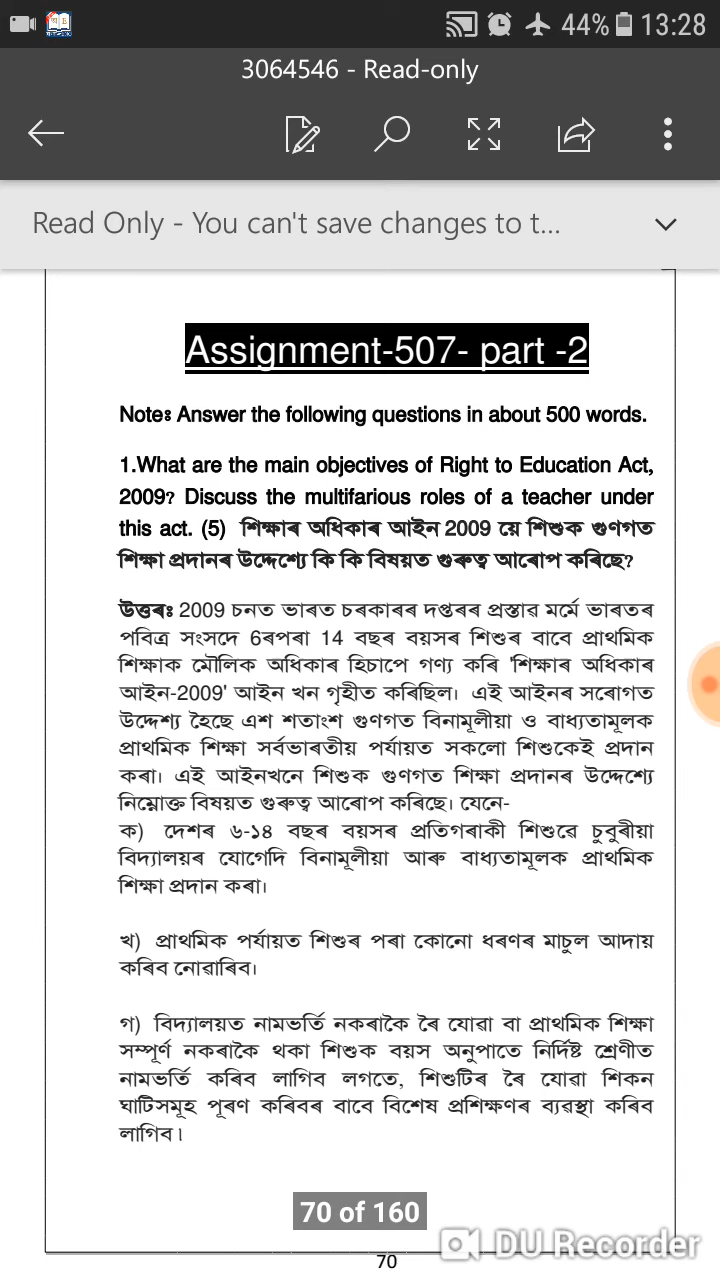 44% 13:28
3064546 - Read-only
Read Only - You can't save changes to t...
Assignment-507- part -2
Noteঃ Answer the following questions in about 500 words.
1.What are the main objectives of Right to Education Act,
2009? Discuss the multifarious roles of a teacher under
this act. (5) শিক্ষাৰ অধিকাৰ আইন 2009 য়ে শিশুক গুণগত
শিক্ষা প্ৰদানৰ উদ্দেশ্যে কি কি বিষয়ত গুৰুত্ব আৰোপ কৰিছে?
উত্তৰঃ 2009 চনত ভাৰত চৰকাৰৰ দপ্তৰৰ প্ৰস্তাৱ মৰ্মে ভাৰতৰ
পবিত্ৰ সংসদে 6ৰপৰা 14 বছৰ বয়সৰ শিশুৰ বাবে প্ৰাথমিক
শিক্ষাক মৌলিক অধিকাৰ হিচাপে গণ্য কৰি 'শিক্ষাৰ অধিকাৰ
আইন-2009' আইন খন গৃহীত কৰিছিল। এই আইনৰ সৰোগত
উদ্দেশ্য হৈছে এশ শতাংশ গুণগত বিনামূলীয়া ও বাধ্যতামূলক
প্ৰাথমিক শিক্ষা সৰ্বভাৰতীয় পৰ্যায়ত সকলো শিশুকেই প্ৰদান
কৰা। এই আইনখনে শিশুক গুণগত শিক্ষা প্ৰদানৰ উদ্দেশ্যে
নিম্নোক্ত বিষয়ত গুৰুত্ব আৰোপ কৰিছে। যেনে-
ক) দেশৰ ৬-১৪ বছৰ বয়সৰ প্ৰতিগৰাকী শিশুৱে চুবুৰীয়া
বিদ্যালয়ৰ যোগেদি বিনামূলীয়া আৰু বাধ্যতামূলক প্ৰাথমিক
শিক্ষা প্ৰদান কৰা।
খ) প্ৰাথমিক পৰ্যায়ত শিশুৰ পৰা কোনো ধৰণৰ মাচুল আদায়
কৰিব নোৱাৰিব।
গ) বিদ্যালয়ত নামভৰ্তি নকৰাকৈ ৰৈ যোৱা বা প্ৰাথমিক শিক্ষা
সম্পূৰ্ণ নকৰাকৈ থকা শিশুক বয়স অনুপাতে নিৰ্দিষ্ট শ্ৰেণীত
নামভৰ্তি কৰিব লাগিব লগতে, শিশুটিৰ ৰৈ যোৱা শিকন
ঘাটিসমূহ পূৰণ কৰিবৰ বাবে বিশেষ প্ৰশিক্ষণৰ ব্যৱস্থা কৰিব
লাগিব।
70 of 160
DU Recorder
70